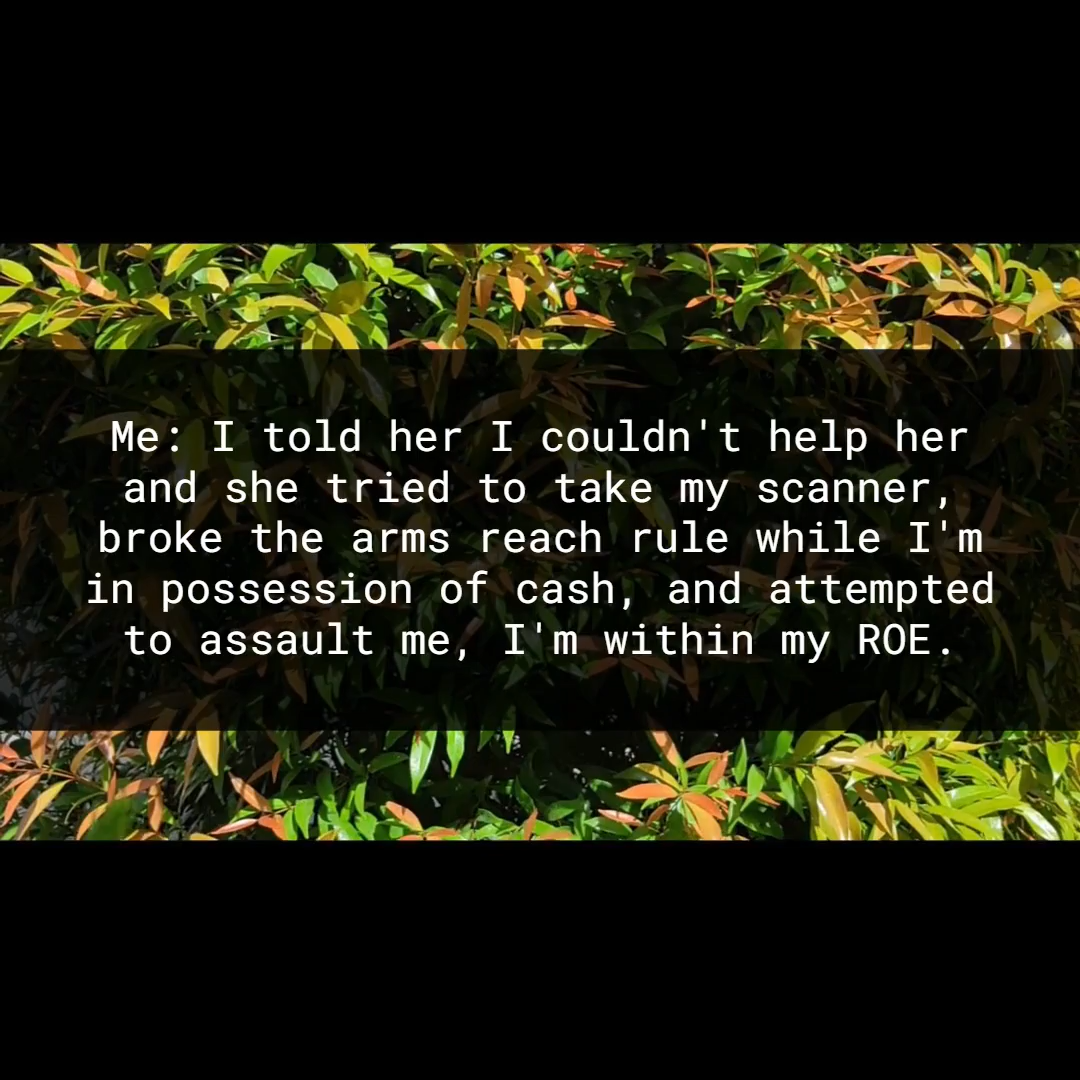 Me: I told her I couldn't help her
and she tried to take my scanner,
broke the arms reach rule while I'm
in possession of cash, and attempted
to assault me, I'm within my ROE.